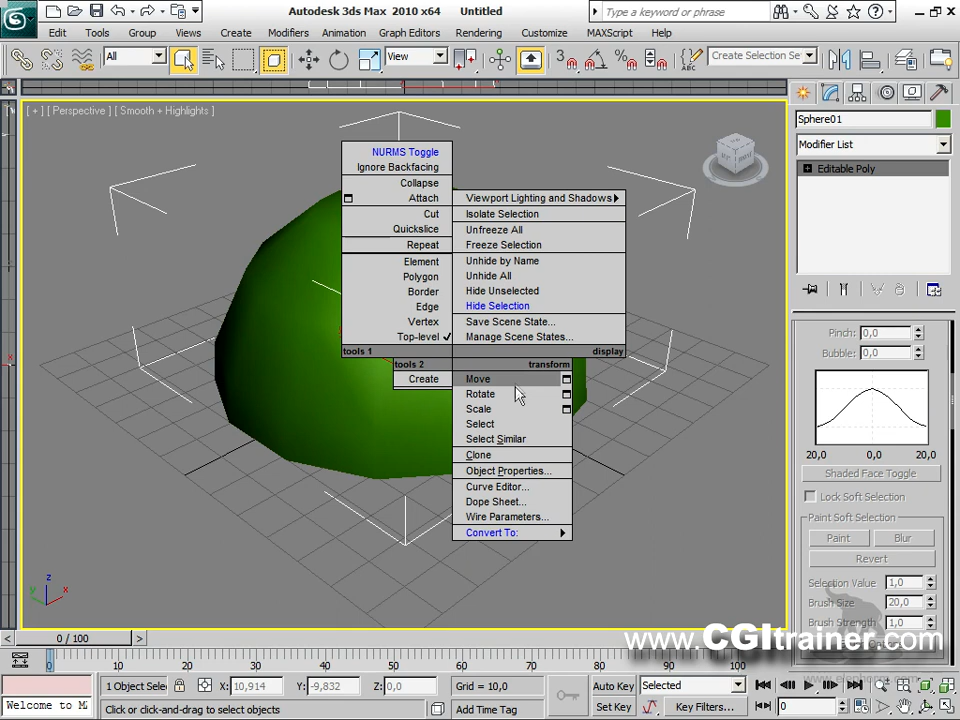 Autodesk 3ds Max 2010 x64 Untitled
Type a keyword or phrase
Edit Tools Group Views Create Modifiers Animation Graph Editors Rendering Customize MAXScript Help
All
View
3
ABC
Create Selection Se
[ + ] [ Perspective ] [ Smooth + Highlights ]
Sphere01
Modifier List
Editable Poly
NURMS Toggle
Ignore Backfacing
Collapse
Attach
Cut
Quickslice
Repeat
Element
Polygon
Border
Edge
Vertex
Top-level
tools 1
Viewport Lighting and Shadows
Isolate Selection
Unfreeze All
Freeze Selection
Unhide by Name
Unhide All
Hide Unselected
Hide Selection
Save Scene State...
Manage Scene States...
display
tools 2
transform
Create
Move
Rotate
Scale
Select
Select Similar
Clone
Object Properties...
Curve Editor...
Dope Sheet...
Wire Parameters...
Convert To:
Pinch: 0,0
Bubble: 0,0
20,0 0,0 20,0
Shaded Face Toggle
Lock Soft Selection
Paint Soft Selection
Paint Blur
Revert
Selection Value 1,0
Brush Size 20,0
Brush Strength 1,0
z
y x
www.CGItrainer.com
< 0 / 100 >
0 10 20 30 40 50 60 70 80 90 100
1 Object Selec
X: 10,914 Y: -9,832 Z: 0,0
Grid = 10,0
Auto Key Selected
Welcome to MA
Click or click-and-drag to select objects
Add Time Tag
Set Key Key Filters...
0